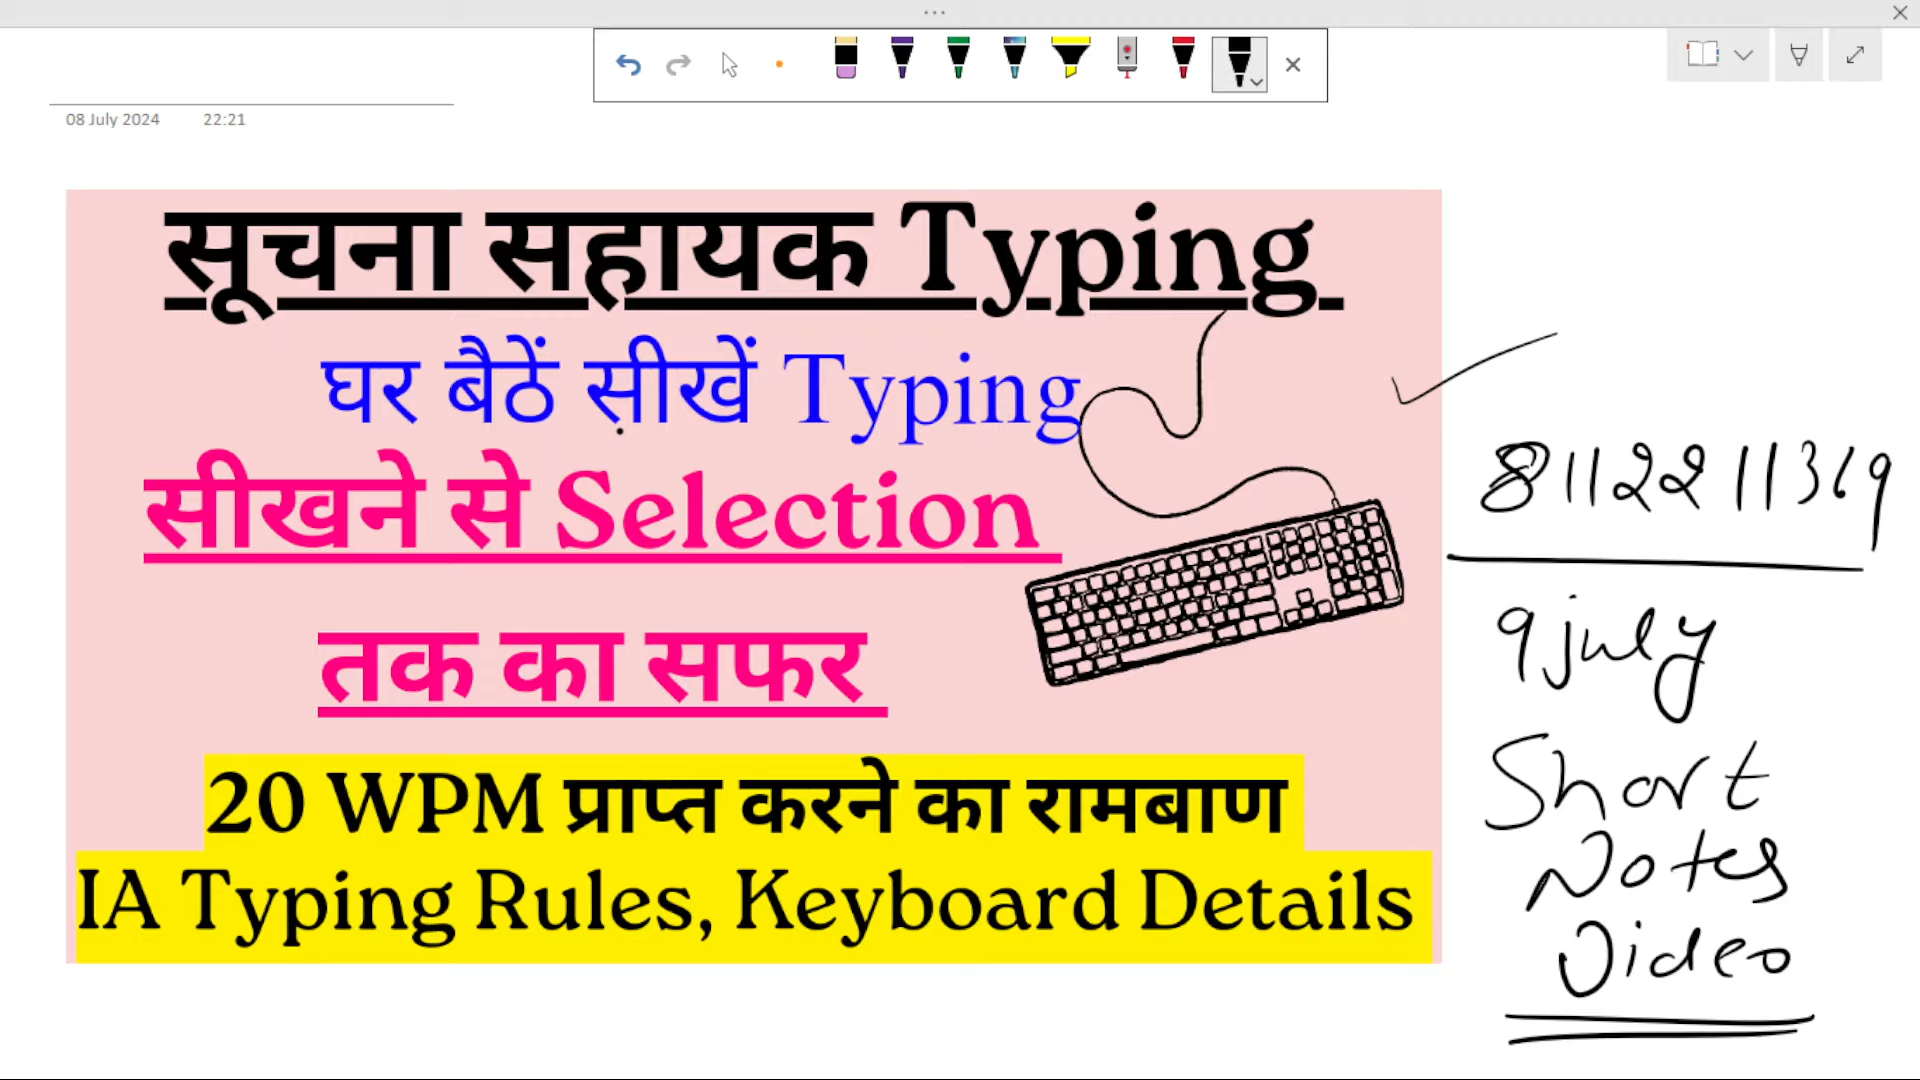 08 July 2024 22:21
सूचना सहायक Typing
घर बैठें सीखें Typing
सीखने से Selection
तक का सफर
20 WPM प्राप्त करने का रामबाण
IA Typing Rules, Keyboard Details
8112211369
9 july
Short
Notes
Video